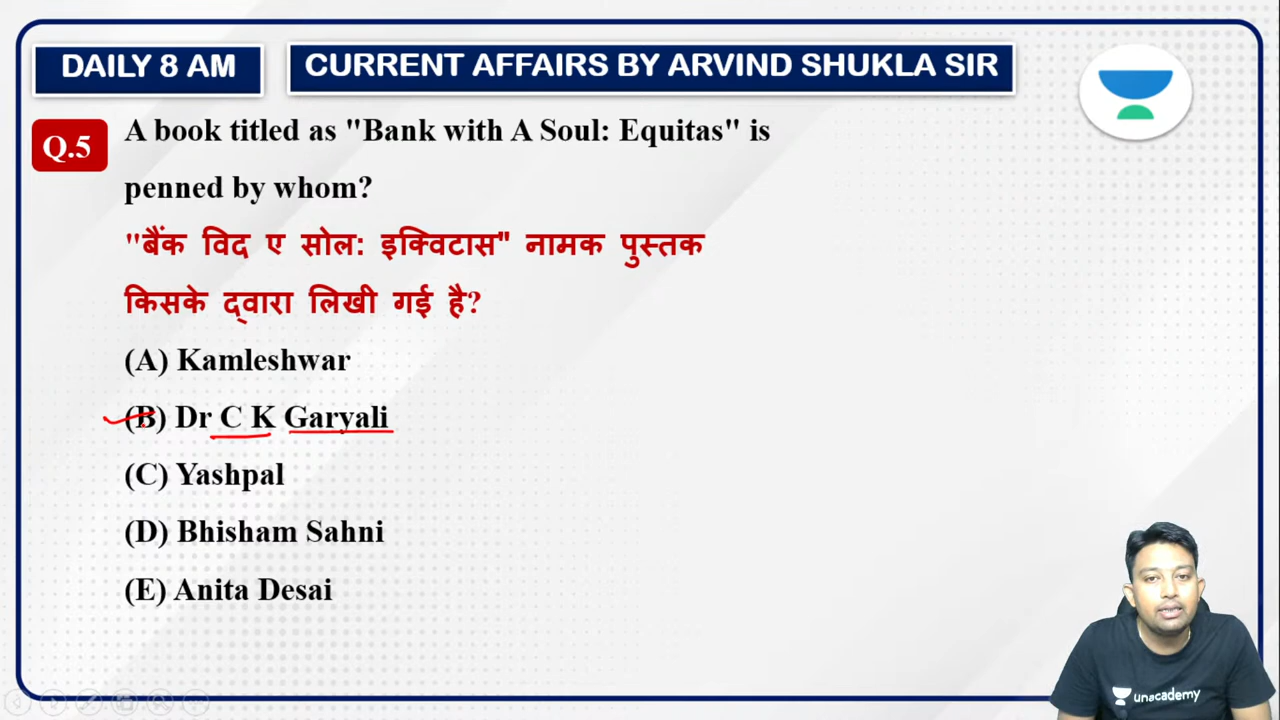 DAILY 8 AM
CURRENT AFFAIRS BY ARVIND SHUKLA SIR
Q.5
A book titled as "Bank with A Soul: Equitas" is
penned by whom?
"बैंक विद ए सोल: इक्विटास" नामक पुस्तक
किसके द्वारा लिखी गई है?
(A) Kamleshwar
(B) Dr C K Garyali
(C) Yashpal
(D) Bhisham Sahni
(E) Anita Desai
unacademy